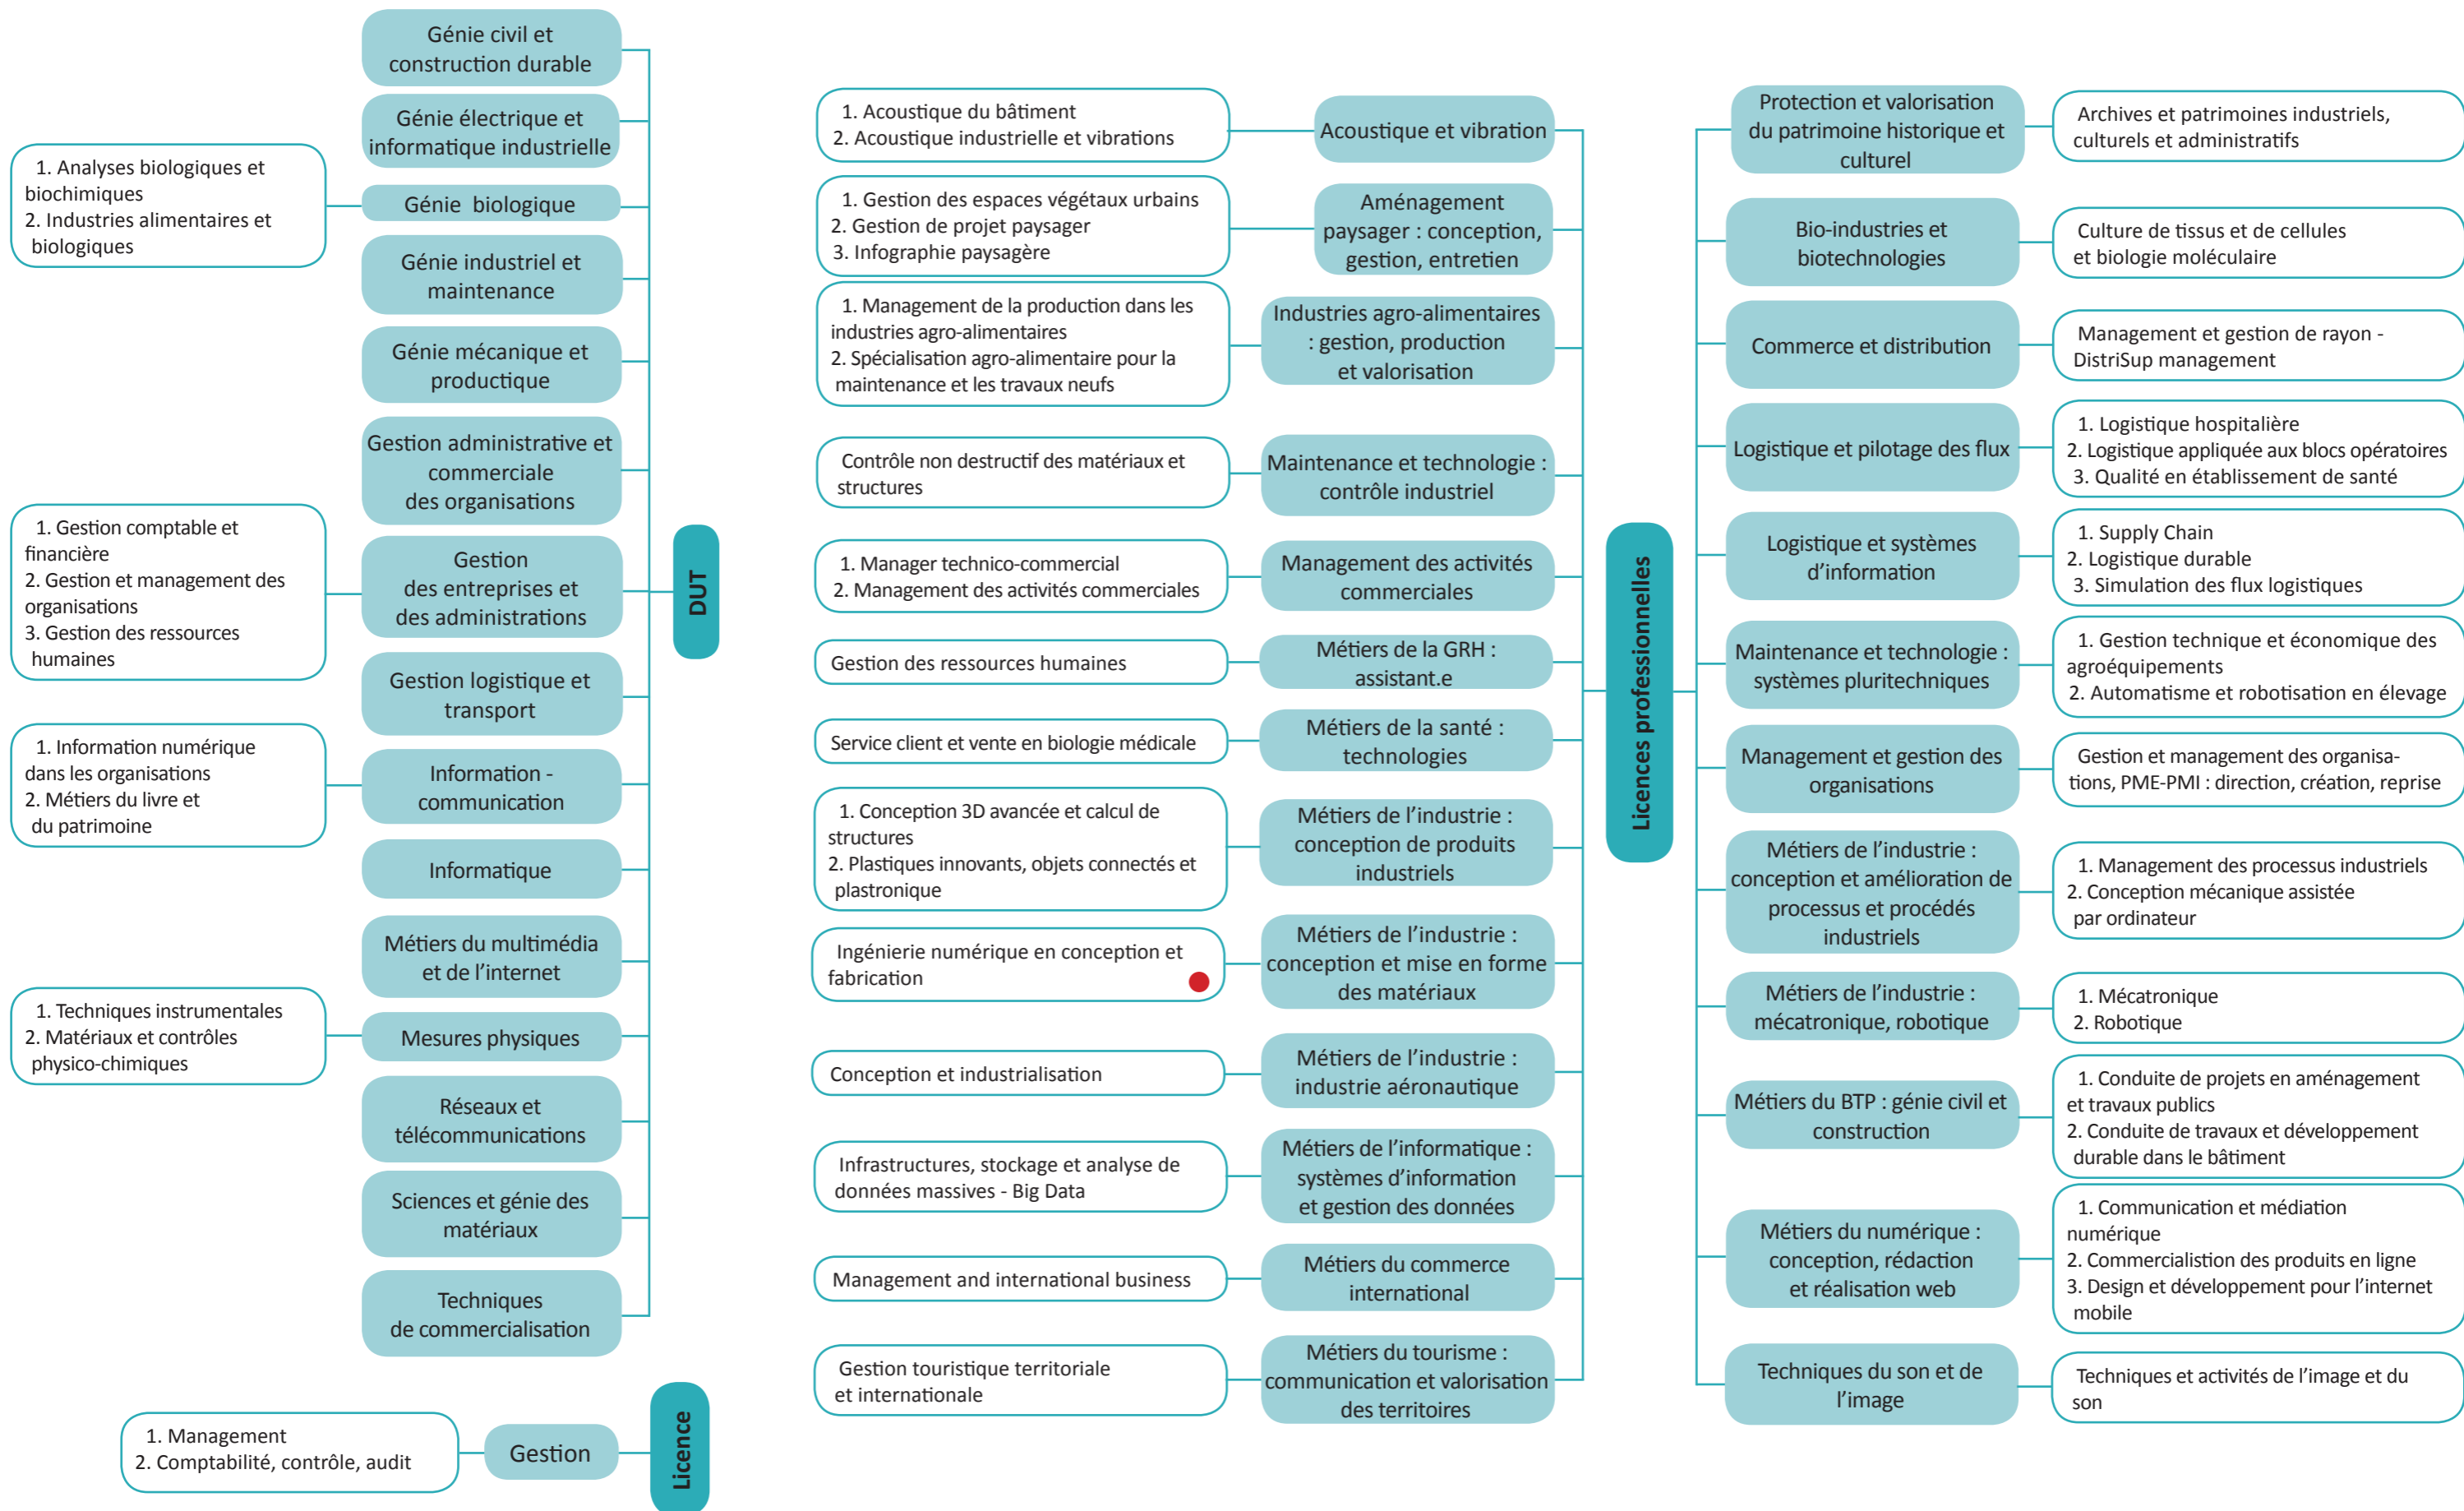 Génie civil et
construction durable
Génie électrique et
informatique industrielle
1. Analyses biologiques et
biochimiques
2. Industries alimentaires et
biologiques
Génie biologique
Génie industriel et
maintenance
Génie mécanique et
productique
Gestion administrative et
commerciale
des organisations
1. Gestion comptable et
financière
2. Gestion et management des
organisations
3. Gestion des ressources
humaines
Gestion
des entreprises et
des administrations
Gestion logistique et
transport
1. Information numérique
dans les organisations
2. Métiers du livre et
du patrimoine
Information -
communication
Informatique
Métiers du multimédia
et de l’internet
1. Techniques instrumentales
2. Matériaux et contrôles
physico-chimiques
Mesures physiques
Réseaux et
télécommunications
Sciences et génie des
matériaux
Techniques
de commercialisation
DUT
1. Management
2. Comptabilité, contrôle, audit
Gestion
Licence
1. Acoustique du bâtiment
2. Acoustique industrielle et vibrations
Acoustique et vibration
1. Gestion des espaces végétaux urbains
2. Gestion de projet paysager
3. Infographie paysagère
Aménagement
paysager : conception,
gestion, entretien
1. Management de la production dans les
industries agro-alimentaires
2. Spécialisation agro-alimentaire pour la
maintenance et les travaux neufs
Industries agro-alimentaires
: gestion, production
et valorisation
Contrôle non destructif des matériaux et
structures
Maintenance et technologie :
contrôle industriel
1. Manager technico-commercial
2. Management des activités commerciales
Management des activités
commerciales
Gestion des ressources humaines
Métiers de la GRH :
assistant.e
Service client et vente en biologie médicale
Métiers de la santé :
technologies
1. Conception 3D avancée et calcul de
structures
2. Plastiques innovants, objets connectés et
plastronique
Métiers de l’industrie :
conception de produits
industriels
Ingénierie numérique en conception et
fabrication
Métiers de l’industrie :
conception et mise en forme
des matériaux
Conception et industrialisation
Métiers de l’industrie :
industrie aéronautique
Infrastructures, stockage et analyse de
données massives - Big Data
Métiers de l’informatique :
systèmes d’information
et gestion des données
Management and international business
Métiers du commerce
international
Gestion touristique territoriale
et internationale
Métiers du tourisme :
communication et valorisation
des territoires
Licences professionnelles
Protection et valorisation
du patrimoine historique et
culturel
Archives et patrimoines industriels,
culturels et administratifs
Bio-industries et
biotechnologies
Culture de tissus et de cellules
et biologie moléculaire
Commerce et distribution
Management et gestion de rayon -
DistriSup management
Logistique et pilotage des flux
1. Logistique hospitalière
2. Logistique appliquée aux blocs opératoires
3. Qualité en établissement de santé
Logistique et systèmes
d’information
1. Supply Chain
2. Logistique durable
3. Simulation des flux logistiques
Maintenance et technologie :
systèmes pluritechniques
1. Gestion technique et économique des
agroéquipements
2. Automatisme et robotisation en élevage
Management et gestion des
organisations
Gestion et management des organisa-
tions, PME-PMI : direction, création, reprise
Métiers de l’industrie :
conception et amélioration de
processus et procédés
industriels
1. Management des processus industriels
2. Conception mécanique assistée
par ordinateur
Métiers de l’industrie :
mécatronique, robotique
1. Mécatronique
2. Robotique
Métiers du BTP : génie civil et
construction
1. Conduite de projets en aménagement
et travaux publics
2. Conduite de travaux et développement
durable dans le bâtiment
Métiers du numérique :
conception, rédaction
et réalisation web
1. Communication et médiation
numérique
2. Commercialistion des produits en ligne
3. Design et développement pour l’internet
mobile
Techniques du son et de
l’image
Techniques et activités de l’image et du
son